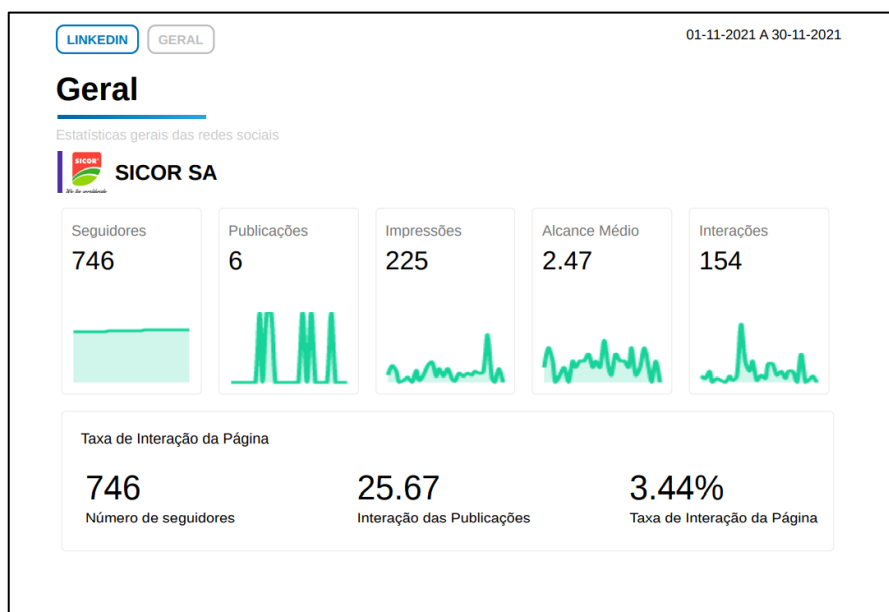 LINKEDIN
GERAL
01-11-2021 A 30-11-2021
Geral
Estatísticas gerais das redes sociais
SICOR
SICOR SA
Seguidores
746
Publicações
6
Impressões
225
Alcance Médio
2.47
Interações
154
Taxa de Interação da Página
746
Número de seguidores
25.67
Interação das Publicações
3.44%
Taxa de Interação da Página